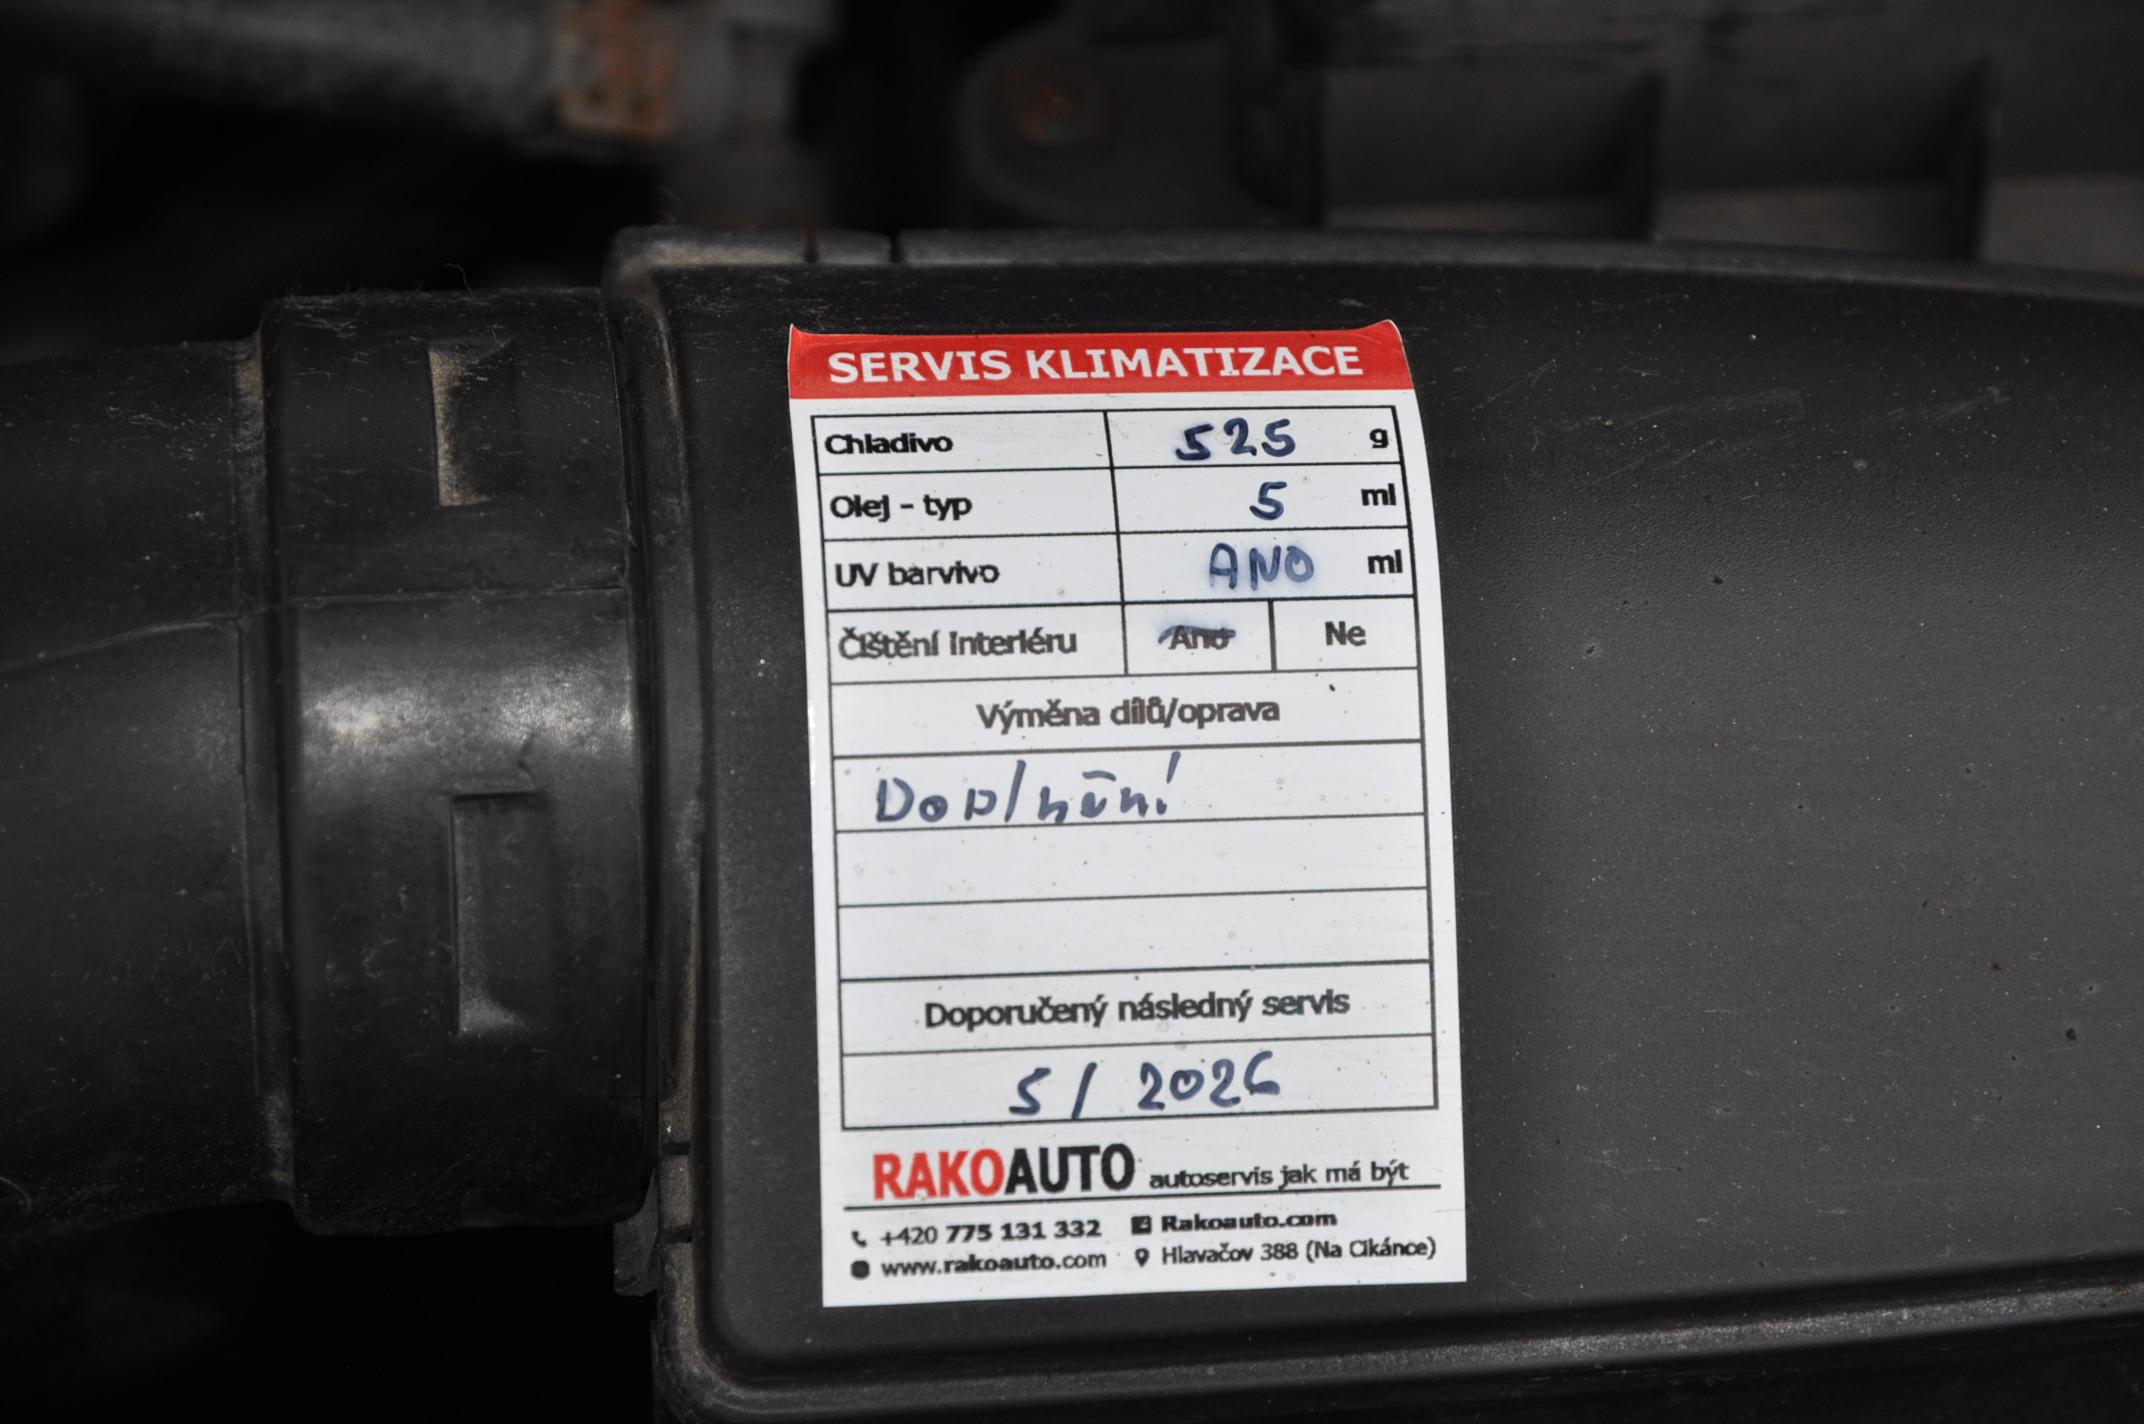 SERVIS KLIMATIZACE
Chladivo 525 g
Olej - typ 5 ml
UV barvivo ANO ml
Čištění interiéru Ano Ne
Výměna dílů/oprava
Doplnění
Doporučený následný servis
5/2026
RAKOAUTO autoservis jak má být
+420 775 131 332 Rakoauto.com
www.rakoauto.com Hlavačov 388 (Na Cikánce)